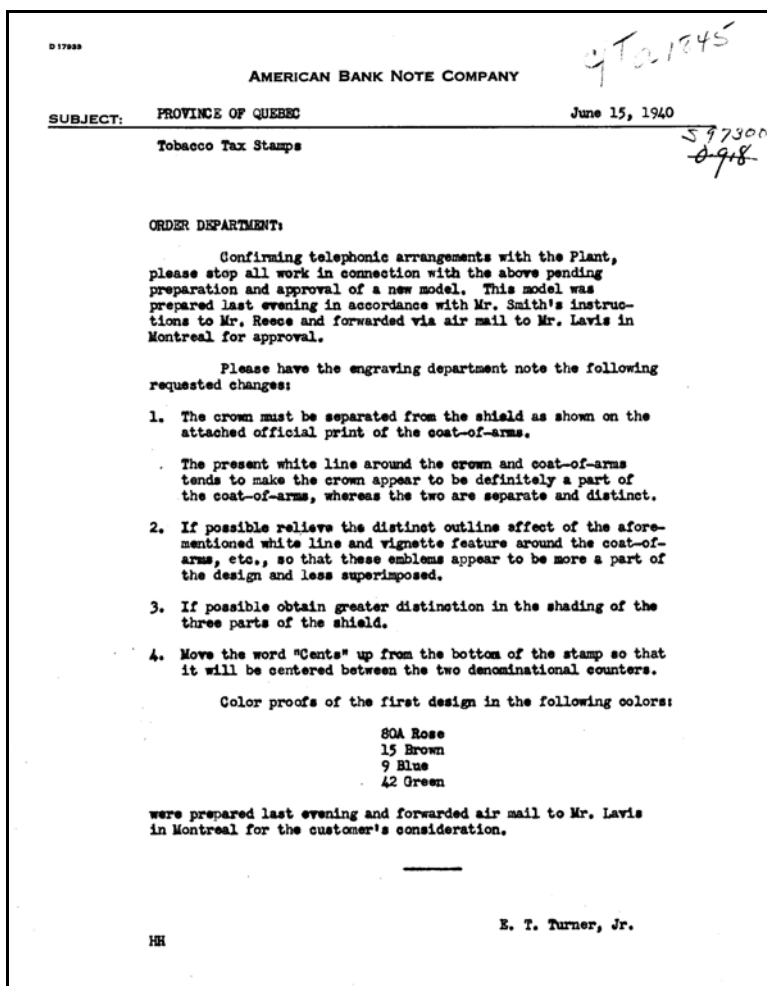 D 17933
AMERICAN BANK NOTE COMPANY
SUBJECT: PROVINCE OF QUEBEC June 15, 1940
597300
Tobacco Tax Stamps
ORDER DEPARTMENT:
Confirming telephonic arrangements with the Plant,
please stop all work in connection with the above pending
preparation and approval of a new model. This model was
prepared last evening in accordance with Mr. Smith's instruc-
tions to Mr. Reece and forwarded via air mail to Mr. Lavis in
Montreal for approval.
Please have the engraving department note the following
requested changes:
1. The crown must be separated from the shield as shown on the
attached official print of the coat-of-arms.
The present white line around the crown and coat-of-arms
tends to make the crown appear to be definitely a part of
the coat-of-arms, whereas the two are separate and distinct.
2. If possible relieve the distinct outline affect of the afore-
mentioned white line and vignette feature around the coat-of-
arms, etc., so that these emblems appear to be more a part of
the design and less superimposed.
3. If possible obtain greater distinction in the shading of the
three parts of the shield.
4. Move the word "Cents" up from the bottom of the stamp so that
it will be centered between the two denominational counters.
Color proofs of the first design in the following colors:
80A Rose
15 Brown
9 Blue
42 Green
were prepared last evening and forwarded air mail to Mr. Lavis
in Montreal for the customer's consideration.
E. T. Turner, Jr.
HH